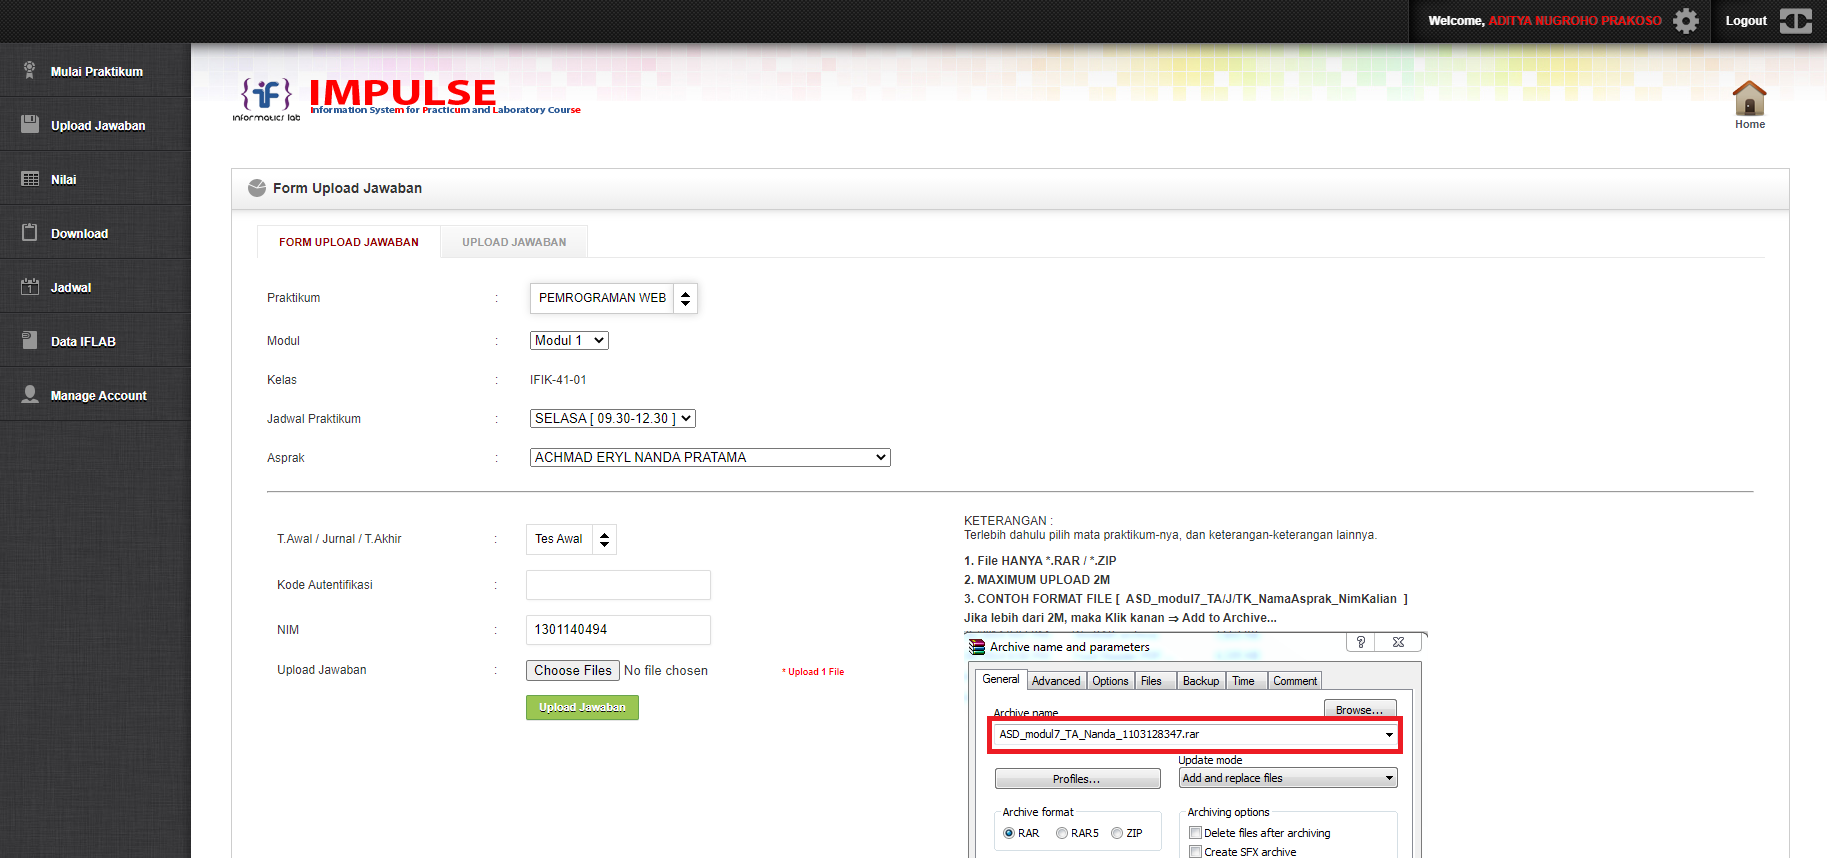 Welcome, ADITYA NUGROHO PRAKOSO
Logout
Mulai Praktikum
Upload Jawaban
Nilai
Download
Jadwal
Data IFLAB
Manage Account
{iF}
informatics lab
IMPULSE
Information System for Practicum and Laboratory Course
Home
Form Upload Jawaban
FORM UPLOAD JAWABAN
UPLOAD JAWABAN
Praktikum : PEMROGRAMAN WEB
Modul : Modul 1
Kelas : IFIK-41-01
Jadwal Praktikum : SELASA [ 09.30-12.30 ]
Asprak : ACHMAD ERYL NANDA PRATAMA
T.Awal / Jurnal / T.Akhir : Tes Awal
Kode Autentifikasi :
NIM : 1301140494
Upload Jawaban : Choose Files No file chosen * Upload 1 File
Upload Jawaban
KETERANGAN :
Terlebih dahulu pilih mata praktikum-nya, dan keterangan-keterangan lainnya.
1. File HANYA *.RAR / *.ZIP
2. MAXIMUM UPLOAD 2M
3. CONTOH FORMAT FILE [ ASD_modul7_TA/J/TK_NamaAsprak_NimKalian ]
Jika lebih dari 2M, maka Klik kanan ⇒ Add to Archive...
Archive name and parameters
?
General Advanced Options Files Backup Time Comment
Archive name
Browse...
ASD_modul7_TA_Nanda_1103128347.rar
Profiles...
Update mode
Add and replace files
Archive format
RAR RAR5 ZIP
Archiving options
Delete files after archiving
Create SFX archive